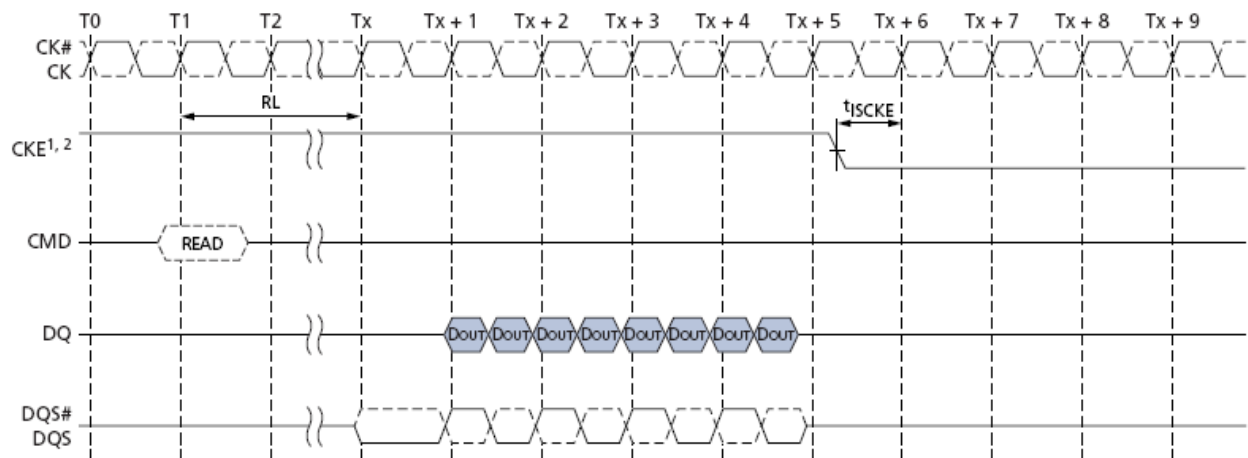 T0 T1 T2 Tx Tx + 1 Tx + 2 Tx + 3 Tx + 4 Tx + 5 Tx + 6 Tx + 7 Tx + 8 Tx + 9
CK#
CK
RL
tISCKE
CKE1, 2
CMD READ
DQ DOUT DOUT DOUT DOUT DOUT DOUT DOUT DOUT
DQS#
DQS